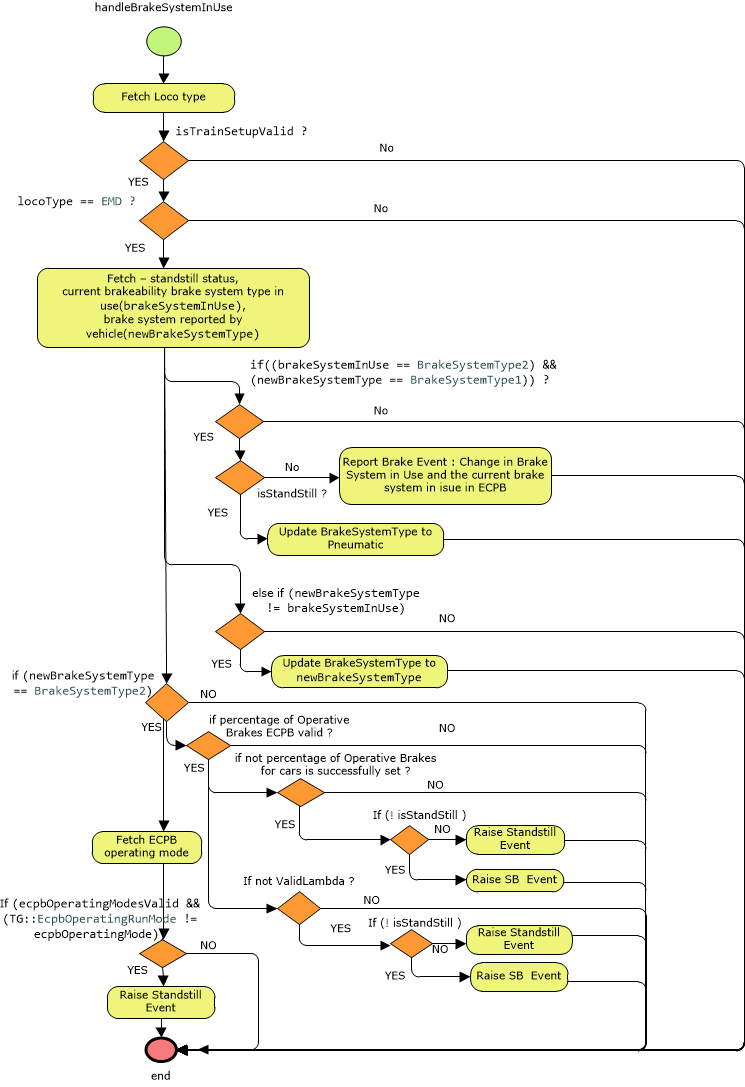 handleBrakeSystemInUse
Fetch Loco type
isTrainSetupValid ?
No
YES
locoType == EMD ?
No
YES
Fetch – standstill status,
current brakeability brake system type in
use(brakeSystemInUse),
brake system reported by
vehicle(newBrakeSystemType)
if((brakeSystemInUse == BrakeSystemType2) &&
(newBrakeSystemType == BrakeSystemType1)) ?
No
YES
No
isStandStill ?
Report Brake Event : Change in Brake
System in Use and the current brake
system in isue in ECPB
YES
Update BrakeSystemType to
Pneumatic
else if (newBrakeSystemType
!= brakeSystemInUse)
NO
YES
Update BrakeSystemType to
newBrakeSystemType
if (newBrakeSystemType
== BrakeSystemType2)
NO
YES
if percentage of Operative
Brakes ECPB valid ?
NO
YES
if not percentage of Operative Brakes
for cars is successfully set ?
NO
YES
If (! isStandStill )
NO
Raise Standstill
Event
YES
Raise SB Event
Fetch ECPB
operating mode
If not ValidLambda ?
NO
YES
If (! isStandStill )
NO
Raise Standstill
Event
YES
Raise SB Event
If (ecpbOperatingModesValid &&
(TG::EcpbOperatingRunMode !=
ecpbOperatingMode)
NO
YES
Raise Standstill
Event
end